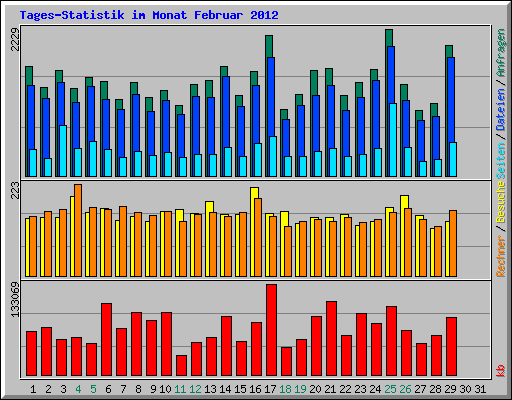 Tages-Statistik im Monat Februar 2012
2229
223
133069
Rechner / Besuche Seiten / Dateien / Anfragen
kb
1 2 3 4 5 6 7 8 9 10 11 12 13 14 15 16 17 18 19 20 21 22 23 24 25 26 27 28 29 30 31